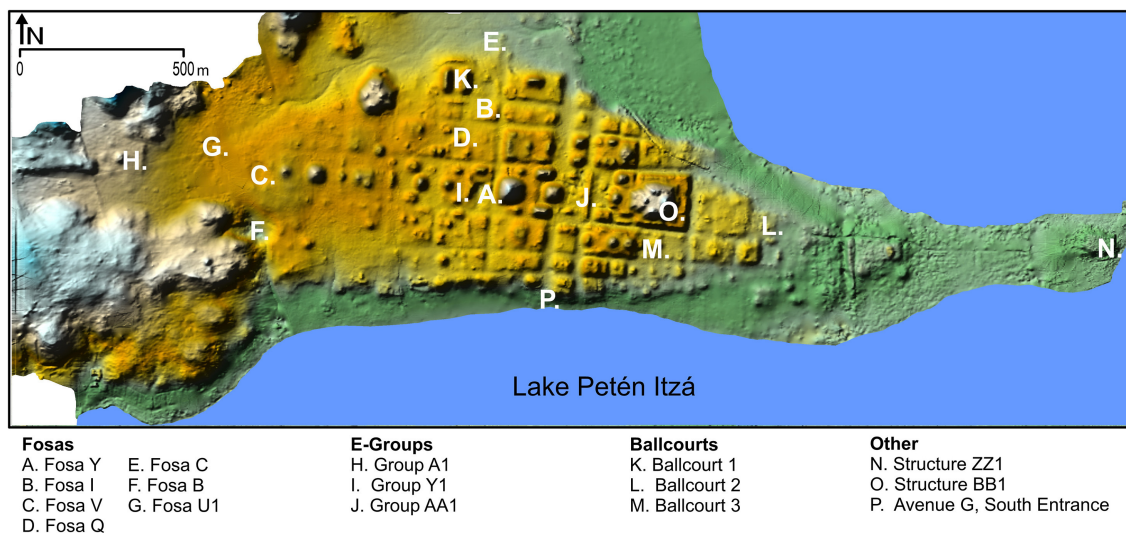 N
0 500 m
E.
K.
B.
D.
G.
H.
C.
I. A. J.
O.
F.
L.
M.
N.
P.
Lake Petén Itzá
Fosas
A. Fosa Y E. Fosa C
B. Fosa I F. Fosa B
C. Fosa V G. Fosa U1
D. Fosa Q
E-Groups
H. Group A1
I. Group Y1
J. Group AA1
Ballcourts
K. Ballcourt 1
L. Ballcourt 2
M. Ballcourt 3
Other
N. Structure ZZ1
O. Structure BB1
P. Avenue G, South Entrance